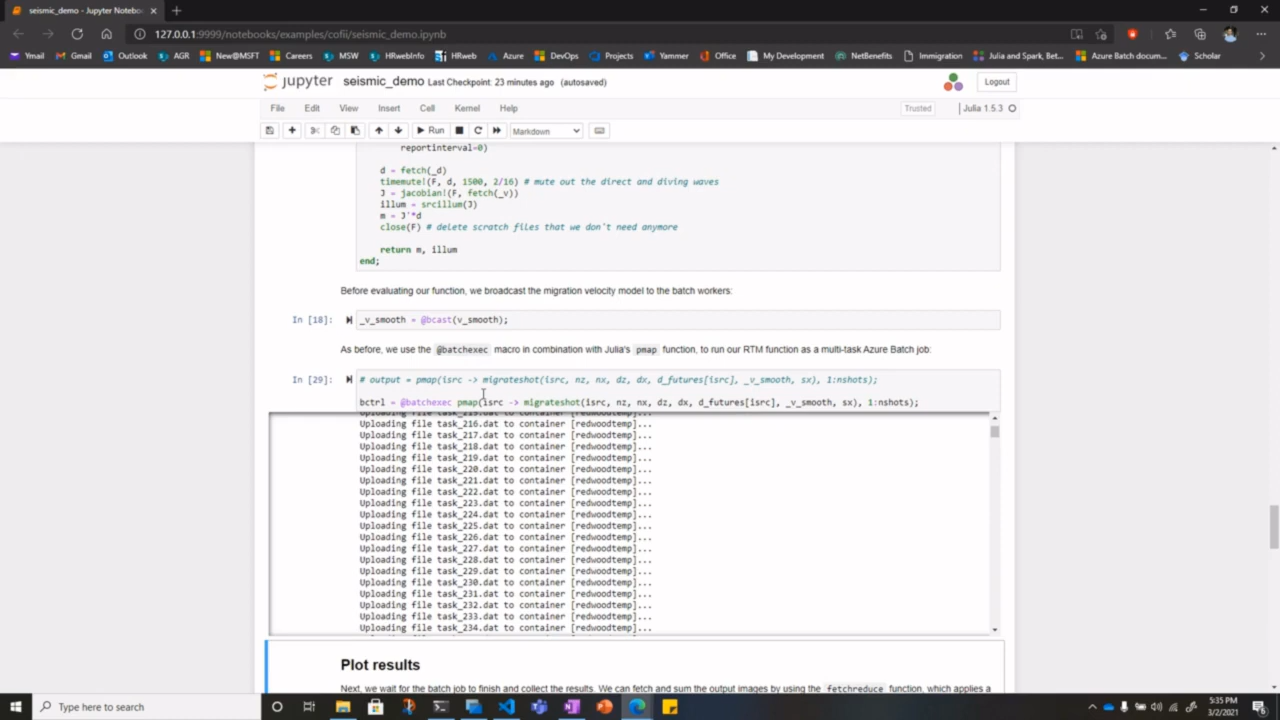 seismic_demo - Jupyter Noteboo
127.0.0.1:9999/notebooks/examples/cofii/seismic_demo.ipynb
Ymail Gmail Outlook AGR New@MSFT Careers MSW HRwebInfo HRweb Azure DevOps Projects Yammer Office My Development NetBenefits Immigration Julia and Spark, Bet... Azure Batch docum... Scholar
jupyter seismic_demo Last Checkpoint: 23 minutes ago (autosaved) Logout
File Edit View Insert Cell Kernel Help Trusted Julia 1.5.3
Run Markdown
reportinterval=0)
d = fetch(_d)
timemute!(F, d, 1500, 2/16) # mute out the direct and diving waves
J = jacobian!(F, fetch(_v))
illum = srcillum(J)
m = J'*d
close(F) # delete scratch files that we don't need anymore
return m, illum
end;
Before evaluating our function, we broadcast the migration velocity model to the batch workers:
In [18]: _v_smooth = @bcast(v_smooth);
As before, we use the @batchexec macro in combination with Julia's pmap function, to run our RTM function as a multi-task Azure Batch job:
In [29]: # output = pmap(isrc -> migrateshot(isrc, nz, nx, dz, dx, d_futures[isrc], _v_smooth, sx), 1:nshots);
bctrl = @batchexec pmap(isrc -> migrateshot(isrc, nz, nx, dz, dx, d_futures[isrc], _v_smooth, sx), 1:nshots);
Uploading file task_215.dat to container [redwoodtemp]...
Uploading file task_216.dat to container [redwoodtemp]...
Uploading file task_217.dat to container [redwoodtemp]...
Uploading file task_218.dat to container [redwoodtemp]...
Uploading file task_219.dat to container [redwoodtemp]...
Uploading file task_220.dat to container [redwoodtemp]...
Uploading file task_221.dat to container [redwoodtemp]...
Uploading file task_222.dat to container [redwoodtemp]...
Uploading file task_223.dat to container [redwoodtemp]...
Uploading file task_224.dat to container [redwoodtemp]...
Uploading file task_225.dat to container [redwoodtemp]...
Uploading file task_226.dat to container [redwoodtemp]...
Uploading file task_227.dat to container [redwoodtemp]...
Uploading file task_228.dat to container [redwoodtemp]...
Uploading file task_229.dat to container [redwoodtemp]...
Uploading file task_230.dat to container [redwoodtemp]...
Uploading file task_231.dat to container [redwoodtemp]...
Uploading file task_232.dat to container [redwoodtemp]...
Uploading file task_233.dat to container [redwoodtemp]...
Uploading file task_234.dat to container [redwoodtemp]...
Plot results
Next, we wait for the batch job to finish and collect the results. We can fetch and sum the output images by using the fetchreduce function, which applies a
Type here to search
5:35 PM
3/2/2021